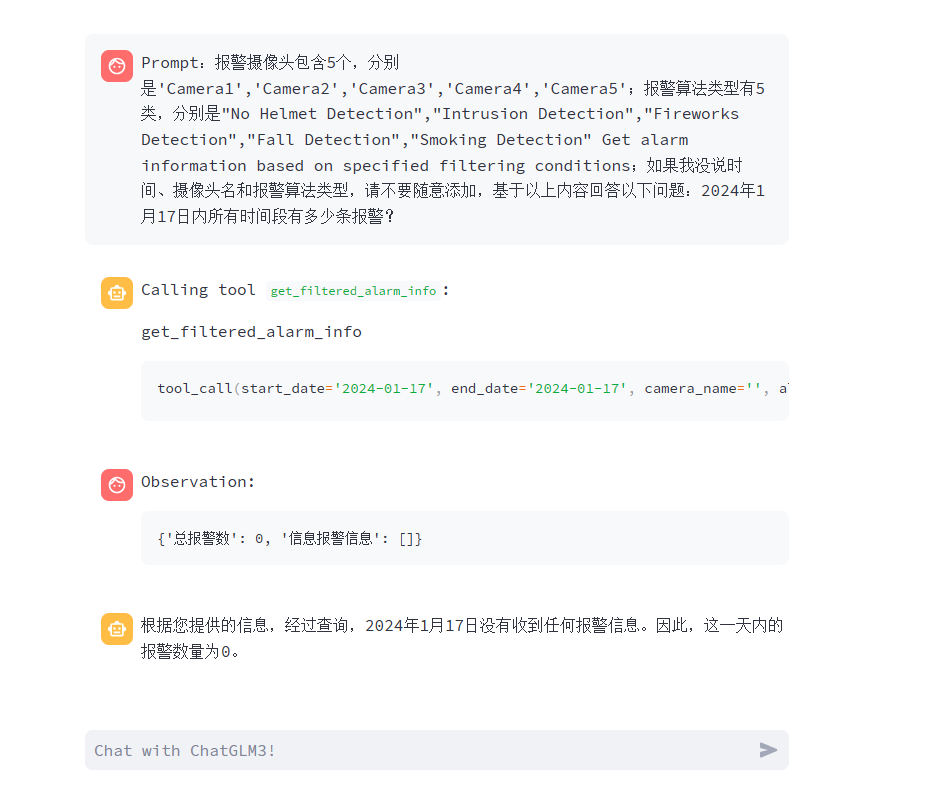 Prompt：报警摄像头包含5个，分别
是'Camera1','Camera2','Camera3','Camera4','Camera5'；报警算法类型有5
类，分别是"No Helmet Detection","Intrusion Detection","Fireworks
Detection","Fall Detection","Smoking Detection" Get alarm
information based on specified filtering conditions；如果我没说时
间、摄像头名和报警算法类型，请不要随意添加，基于以上内容回答以下问题：2024年1
月17日内所有时间段有多少条报警？
Calling tool get_filtered_alarm_info:
get_filtered_alarm_info
tool_call(start_date='2024-01-17', end_date='2024-01-17', camera_name='', a
Observation:
{'总报警数': 0, '信息报警信息': []}
根据您提供的信息，经过查询，2024年1月17日没有收到任何报警信息。因此，这一天内的
报警数量为0。
Chat with ChatGLM3!